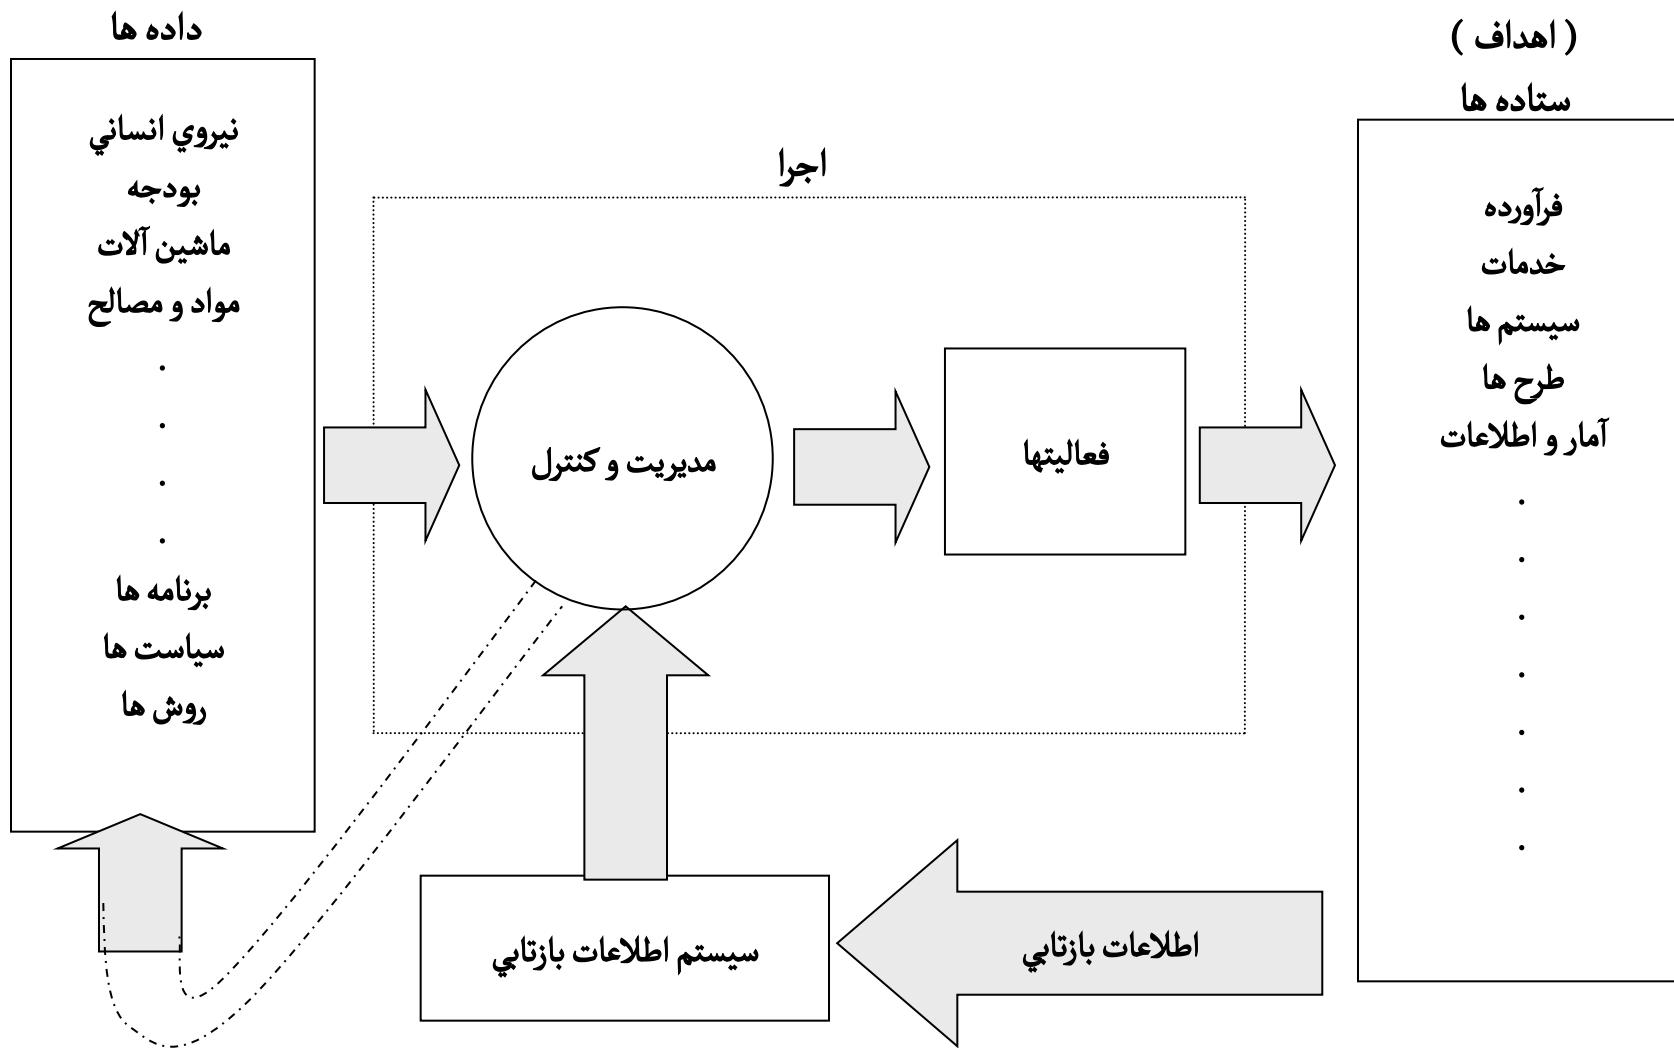 داده ها
نيروي انساني
بودجه
ماشين آلات
مواد و مصالح
.
.
.
.
برنامه ها
سياست ها
روش ها
اجرا
مديريت و كنترل
فعاليتها
( اهداف )
ستاده ها
فرآورده
خدمات
سيستم ها
طرح ها
آمار و اطلاعات
.
.
.
.
.
.
.
سيستم اطلاعات بازتابي
اطلاعات بازتابي